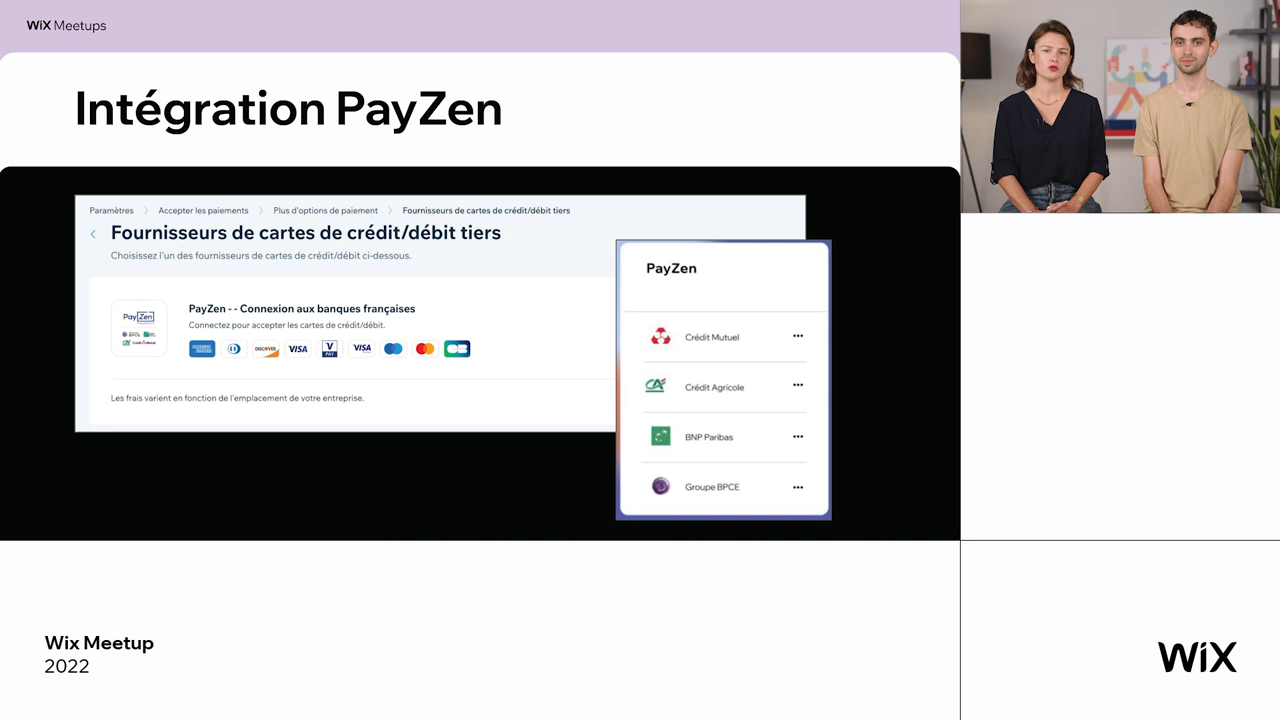 WiX Meetups
Intégration PayZen
Paramètres > Accepter les paiements > Plus d'options de paiement > Fournisseurs de cartes de crédit/débit tiers
Fournisseurs de cartes de crédit/débit tiers
Choisissez l'un des fournisseurs de cartes de crédit/débit ci-dessous.
PayZen
PayZen - - Connexion aux banques françaises
Connectez pour accepter les cartes de crédit/débit.
DISCOVER VISA V PAY VISA CB
Les frais varient en fonction de l'emplacement de votre entreprise.
PayZen
Crédit Mutuel
Crédit Agricole
BNP Paribas
Groupe BPCE
Wix Meetup
2022
WiX